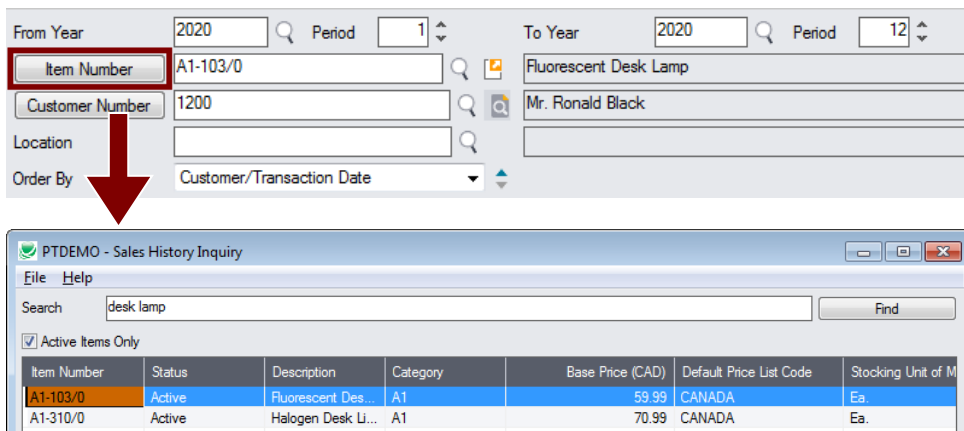 From Year 2020 Period 1 To Year 2020 Period 12
Item Number A1-103/0 Fluorescent Desk Lamp
Customer Number 1200 Mr. Ronald Black
Location
Order By Customer/Transaction Date
PTDEMO - Sales History Inquiry
File Help
Search desk lamp Find
Active Items Only
Item Number Status Description Category Base Price (CAD) Default Price List Code Stocking Unit of M
A1-103/0 Active Fluorescent Des... A1 59.99 CANADA Ea.
A1-310/0 Active Halogen Desk Li... A1 70.99 CANADA Ea.